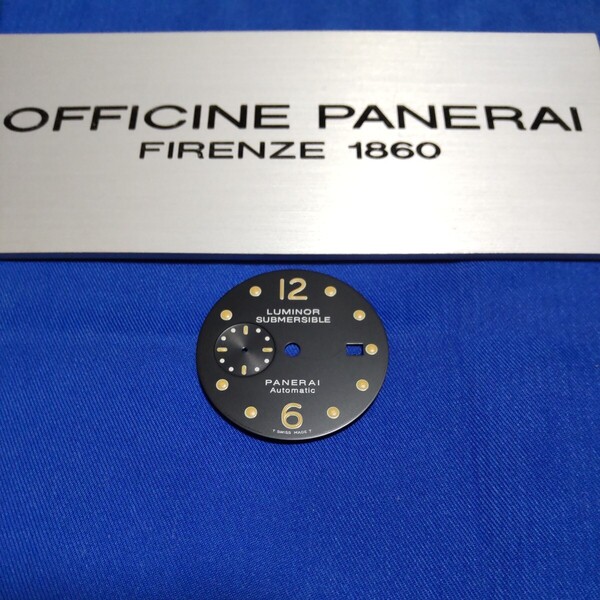 OFFICINE PANERAI
FIRENZE 1860
12
LUMINOR
SUBMERSIBLE
PANERAI
Automatic
6
T SWISS MADE T